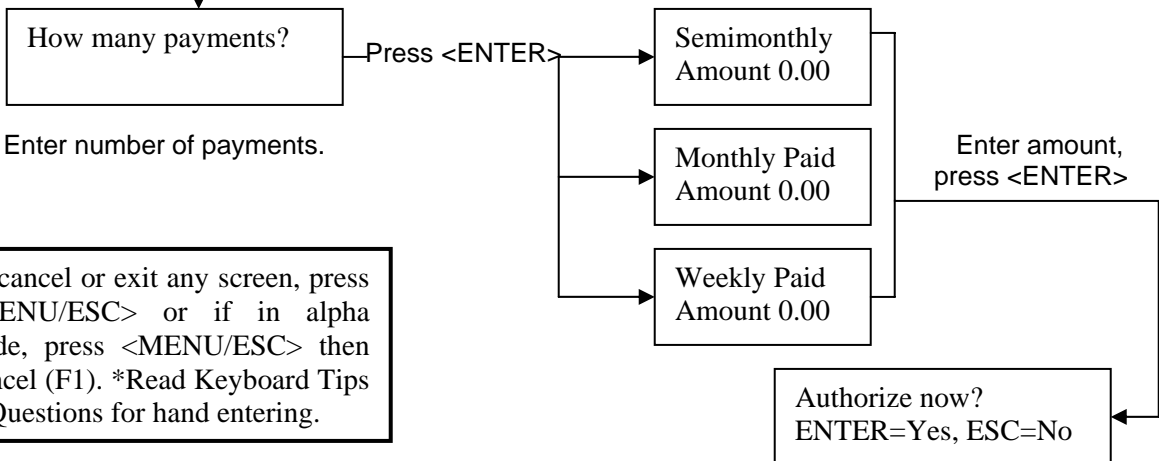 How many payments?
Press <ENTER>
Enter number of payments.
Semimonthly
Amount 0.00
Monthly Paid
Amount 0.00
Weekly Paid
Amount 0.00
Enter amount,
press <ENTER>
cancel or exit any screen, press
ENU/ESC> or if in alpha
de, press <MENU/ESC> then
ncel (F1). *Read Keyboard Tips
Questions for hand entering.
Authorize now?
ENTER=Yes, ESC=No